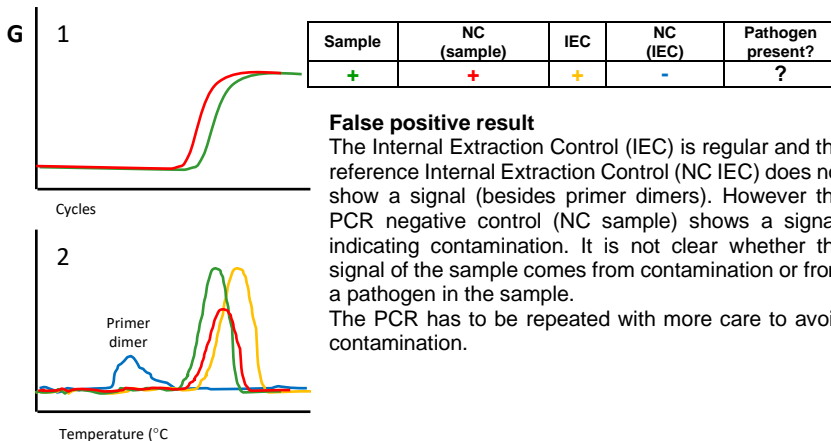 G
1
Cycles
2
Primer
dimer
Temperature (°C
Sample NC (sample) IEC NC (IEC) Pathogen present?
+ + + - ?
False positive result
The Internal Extraction Control (IEC) is regular and th
reference Internal Extraction Control (NC IEC) does no
show a signal (besides primer dimers). However th
PCR negative control (NC sample) shows a signa
indicating contamination. It is not clear whether th
signal of the sample comes from contamination or from
a pathogen in the sample.
The PCR has to be repeated with more care to avoi
contamination.